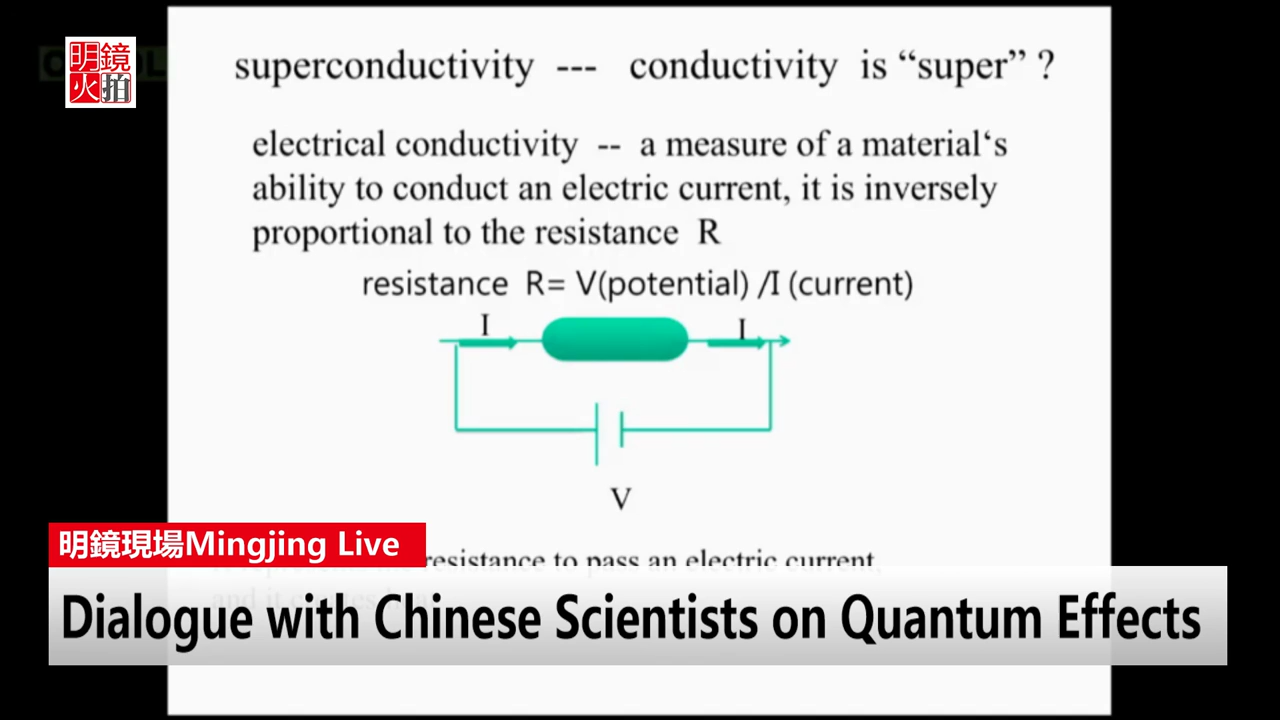 明鏡
火拍
superconductivity --- conductivity is “super” ?
electrical conductivity -- a measure of a material‘s
ability to conduct an electric current, it is inversely
proportional to the resistance R
resistance R= V(potential) /I (current)
I I
V
明鏡現場Mingjing Live
resistance to pass an electric current,
and it
Dialogue with Chinese Scientists on Quantum Effects